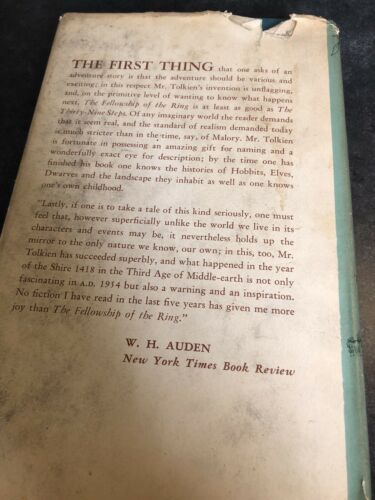 THE FIRST THING that one asks of an
adventure story is that the adventure should be various and
exciting; in this respect Mr. Tolkien's invention is unflagging,
and, on the primitive level of wanting to know what happens
next, The Fellowship of the Ring is at least as good as The
Thirty-Nine Steps. Of any imaginary world the reader demands
that it seem real, and the standard of realism demanded today
is much stricter than in the time, say, of Malory. Mr. Tolkien
is fortunate in possessing an amazing gift for naming and a
wonderfully exact eye for description; by the time one has
finished his book one knows the histories of Hobbits, Elves,
Dwarves and the landscape they inhabit as well as one knows
one's own childhood.
"Lastly, if one is to take a tale of this kind seriously, one must
feel that, however superficially unlike the world we live in its
characters and events may be, it nevertheless holds up the
mirror to the only nature we know, our own; in this, too, Mr.
Tolkien has succeeded superbly, and what happened in the year
of the Shire 1418 in the Third Age of Middle-earth is not only
fascinating in A.D. 1954 but also a warning and an inspiration.
No fiction I have read in the last five years has given me more
joy than The Fellowship of the Ring."
W. H. AUDEN
New York Times Book Review